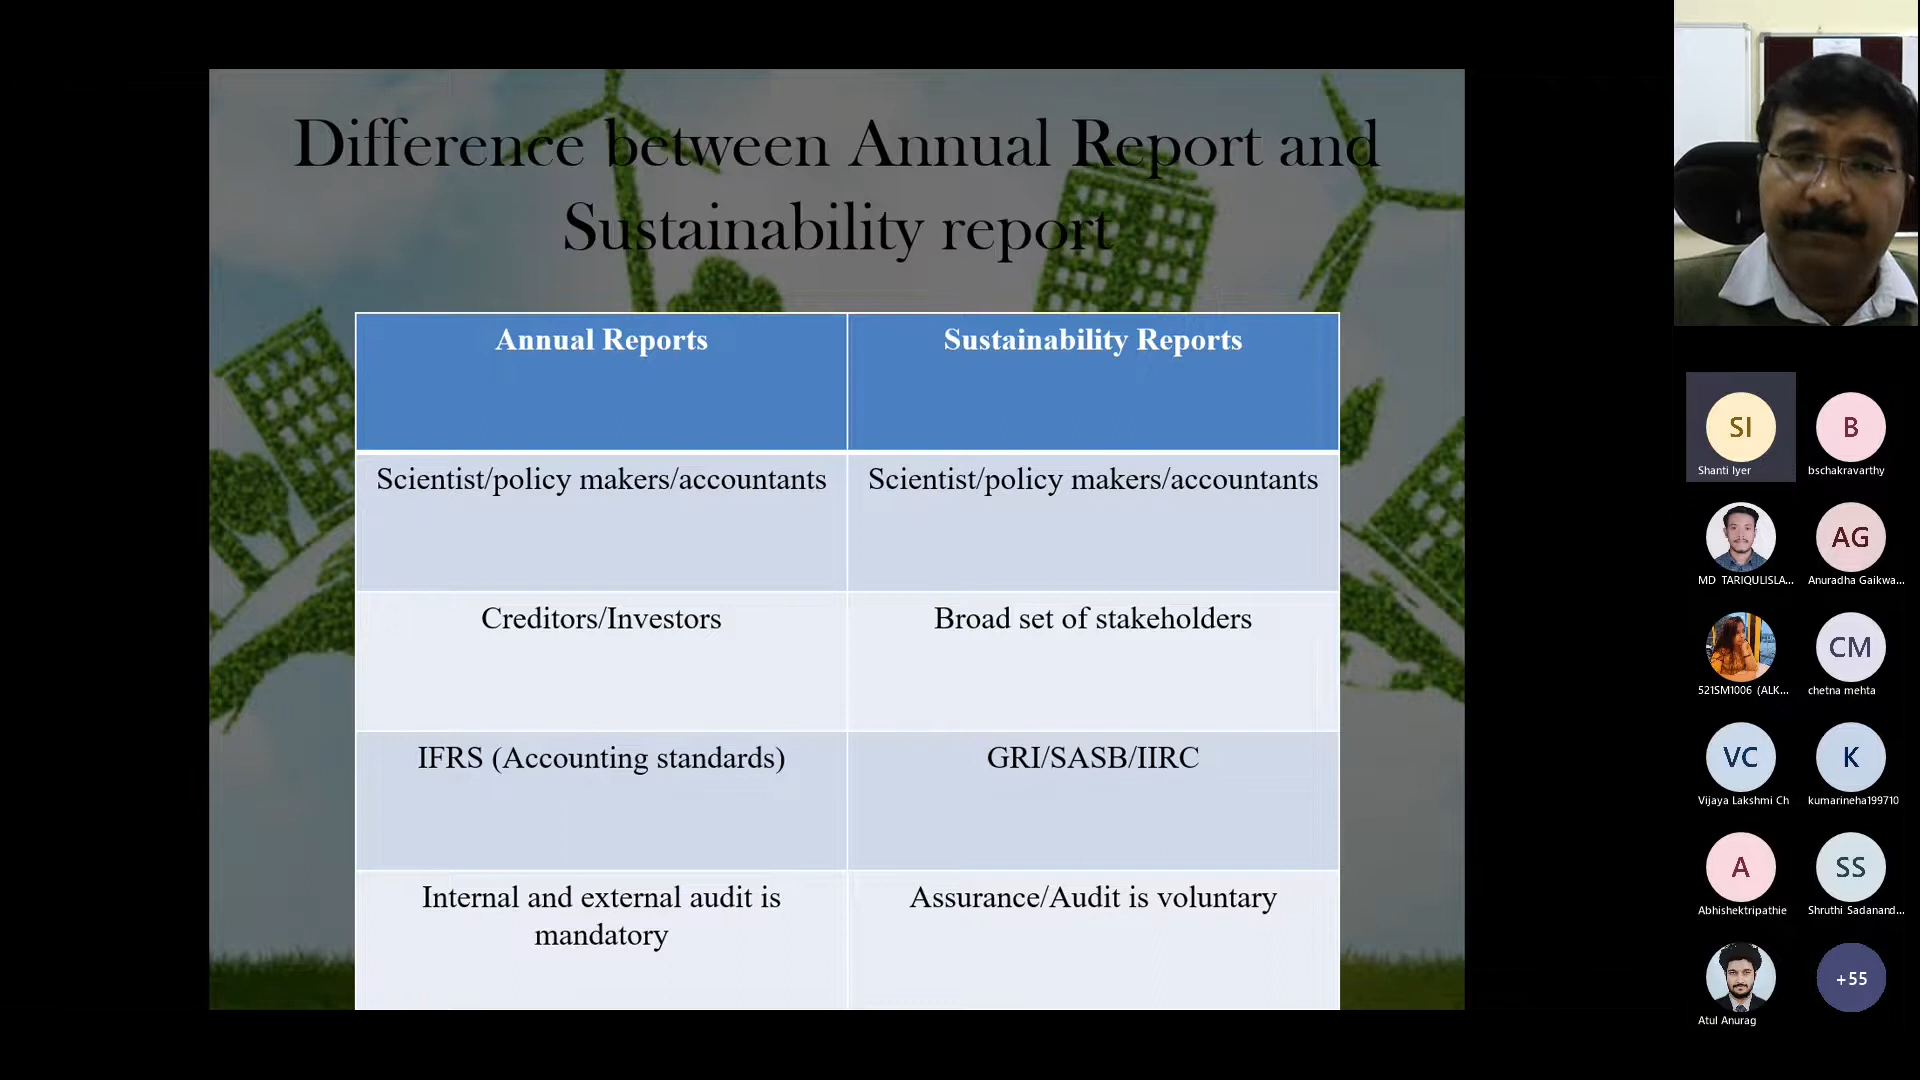 Difference between Annual Report and
Sustainability report
Annual Reports
Sustainability Reports
Scientist/policy makers/accountants
Scientist/policy makers/accountants
Creditors/Investors
Broad set of stakeholders
IFRS (Accounting standards)
GRI/SASB/IIRC
Internal and external audit is
mandatory
Assurance/Audit is voluntary
SI
Shanti Iyer
B
bschakravarthy
MD TARIQULISLA...
AG
Anuradha Gaikwa...
521SM1006 (ALK...
CM
chetna mehta
VC
Vijaya Lakshmi Ch
K
kumarineha199710
A
Abhishektripathie
SS
Shruthi Sadanand...
Atul Anurag
+55